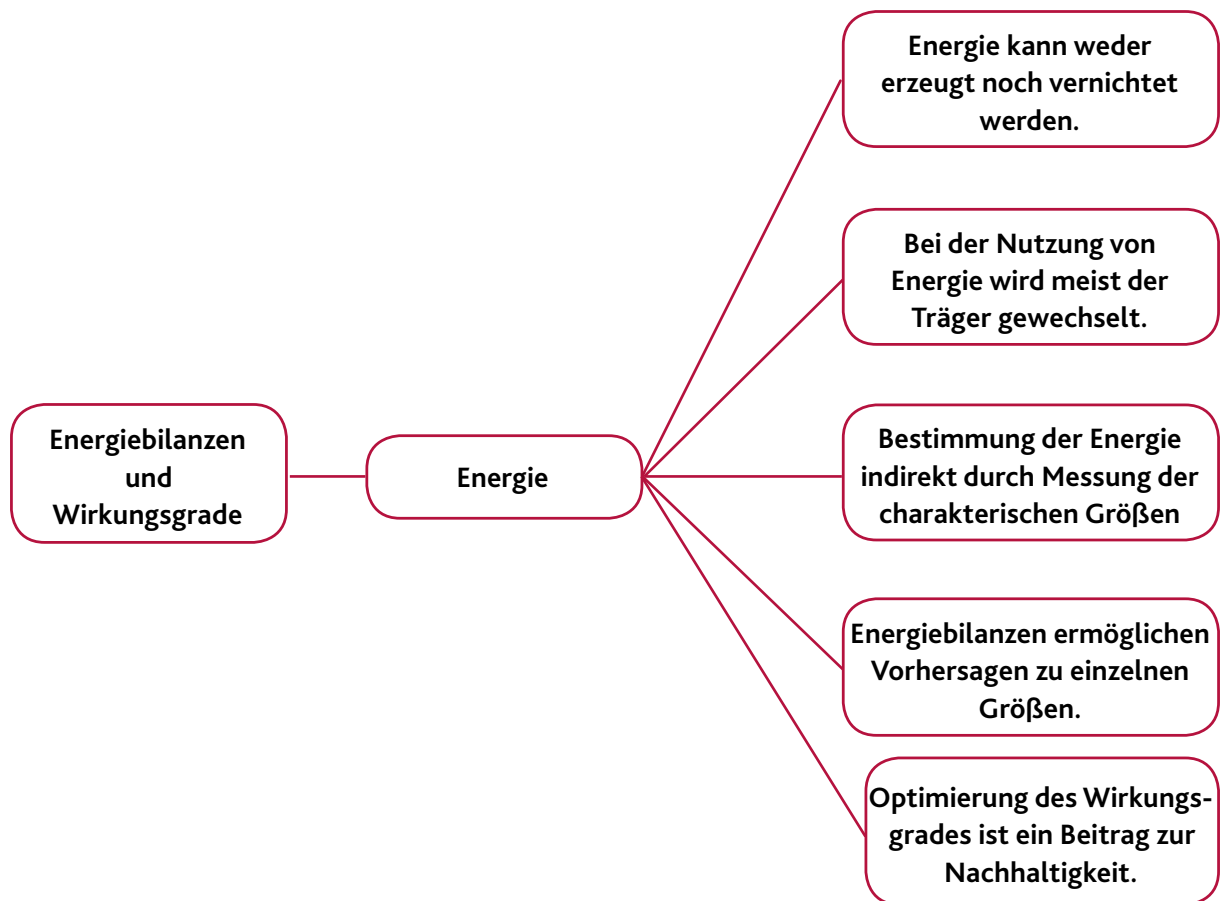 Energie kann weder
erzeugt noch vernichtet
werden.
Bei der Nutzung von
Energie wird meist der
Träger gewechselt.
Energiebilanzen
und
Wirkungsgrade
Energie
Bestimmung der Energie
indirekt durch Messung der
charakterischen Größen
Energiebilanzen ermöglichen
Vorhersagen zu einzelnen
Größen.
Optimierung des Wirkungs-
grades ist ein Beitrag zur
Nachhaltigkeit.